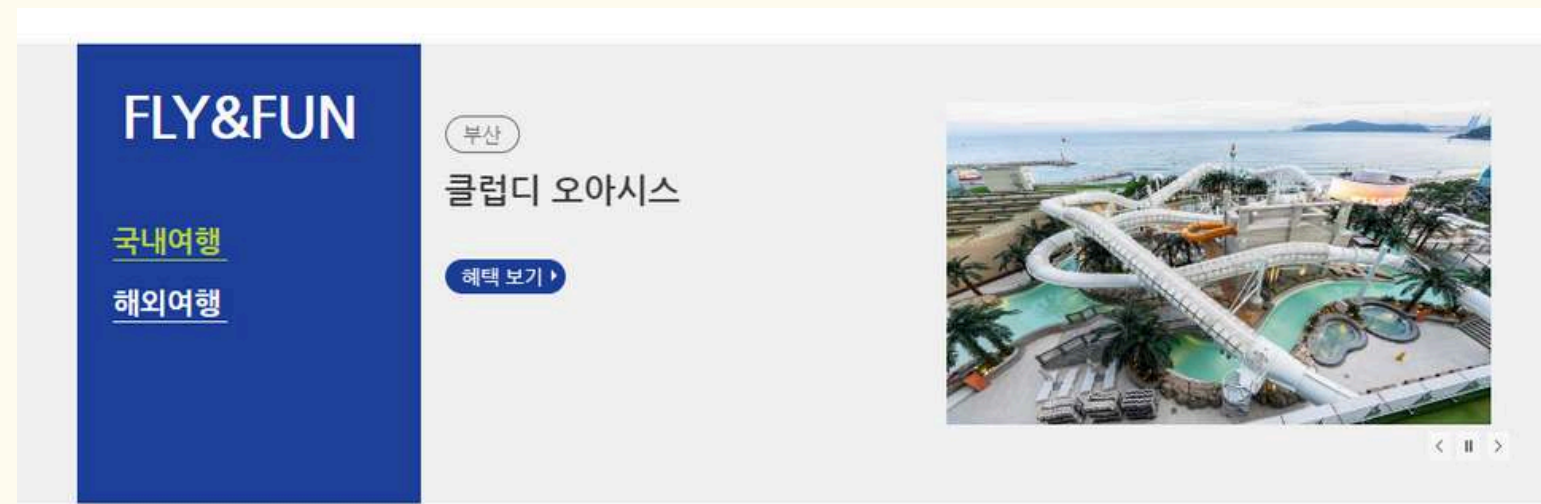 FLY&FUN
국내여행
해외여행
부산
클럽디 오아시스
혜택 보기